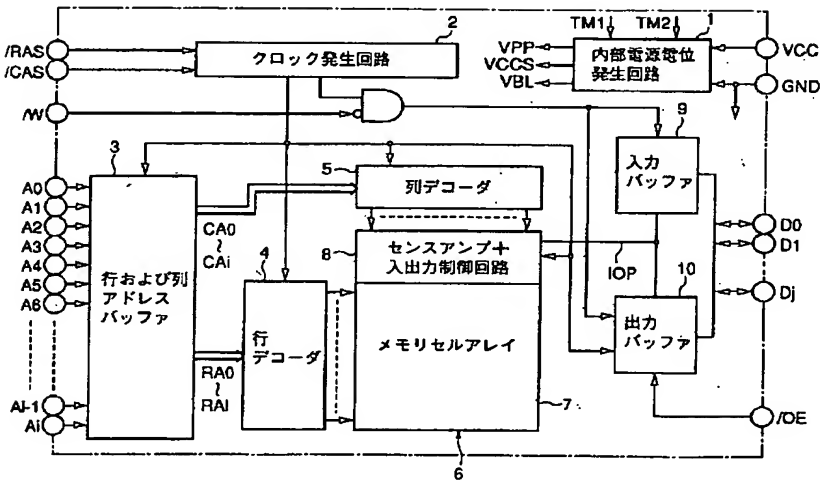 TM1 TM2 1
2
/RAS
/CAS
クロック発生回路
VPP
VCCS
VBL
内部電源電位
発生回路
VCC
GND
/W
3
5
9
列デコーダ
入力
バッファ
A0
A1
A2
A3
A4
A5
A6
Ai-1
Ai
行および列
アドレス
バッファ
CA0
~
CAi
8
センスアンプ+
入出力制御回路
IOP
D0
D1
Dj
4
行
デコーダ
RA0
~
RAI
メモリセルアレイ
10
出力
バッファ
7
6
/OE